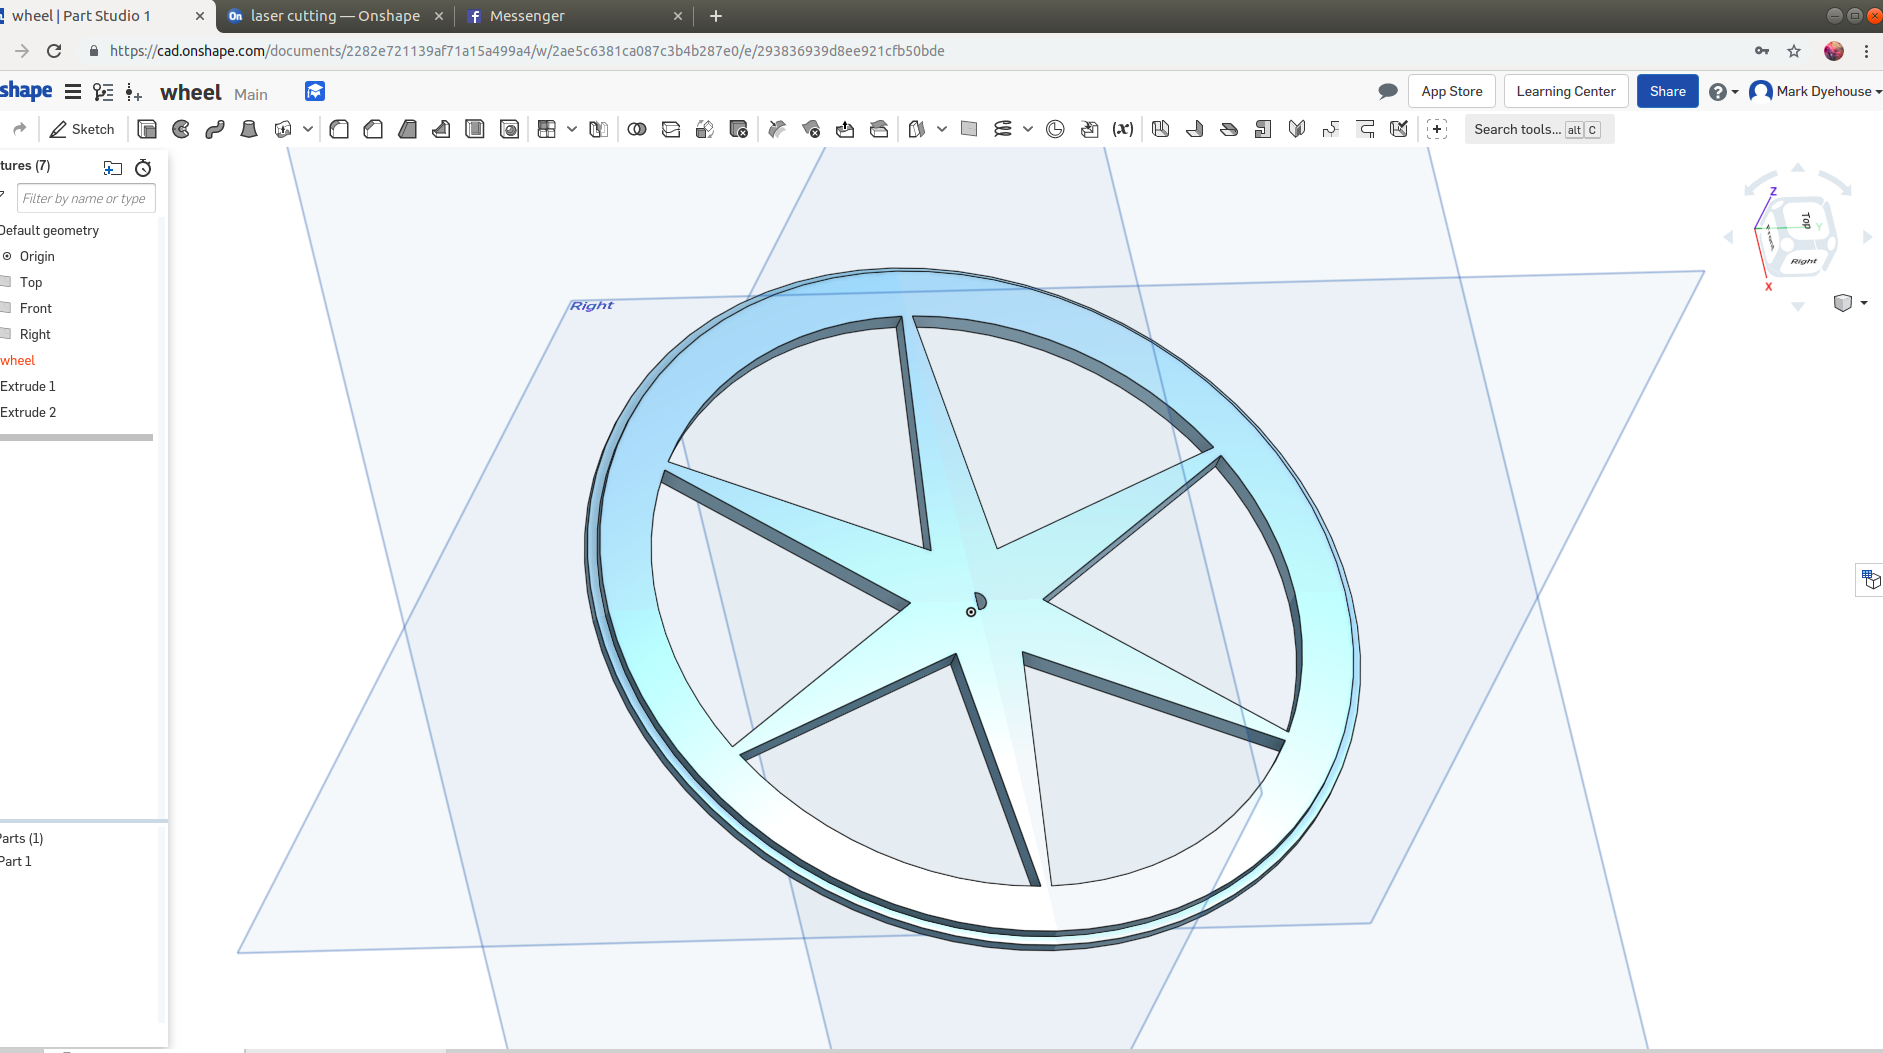 wheel | Part Studio 1
laser cutting — Onshape
Messenger
https://cad.onshape.com/documents/2282e721139af71a15a499a4/w/2ae5c6381ca087c3b4b287e0/e/293836939d8ee921cfb50bde
shape
wheel Main
App Store
Learning Center
Share
Mark Dyehouse
Sketch
(x)
Search tools... alt C
tures (7)
Filter by name or type
Default geometry
Origin
Top
Front
Right
wheel
Extrude 1
Extrude 2
Parts (1)
Part 1
Right
Z
Top
Y
Right
X